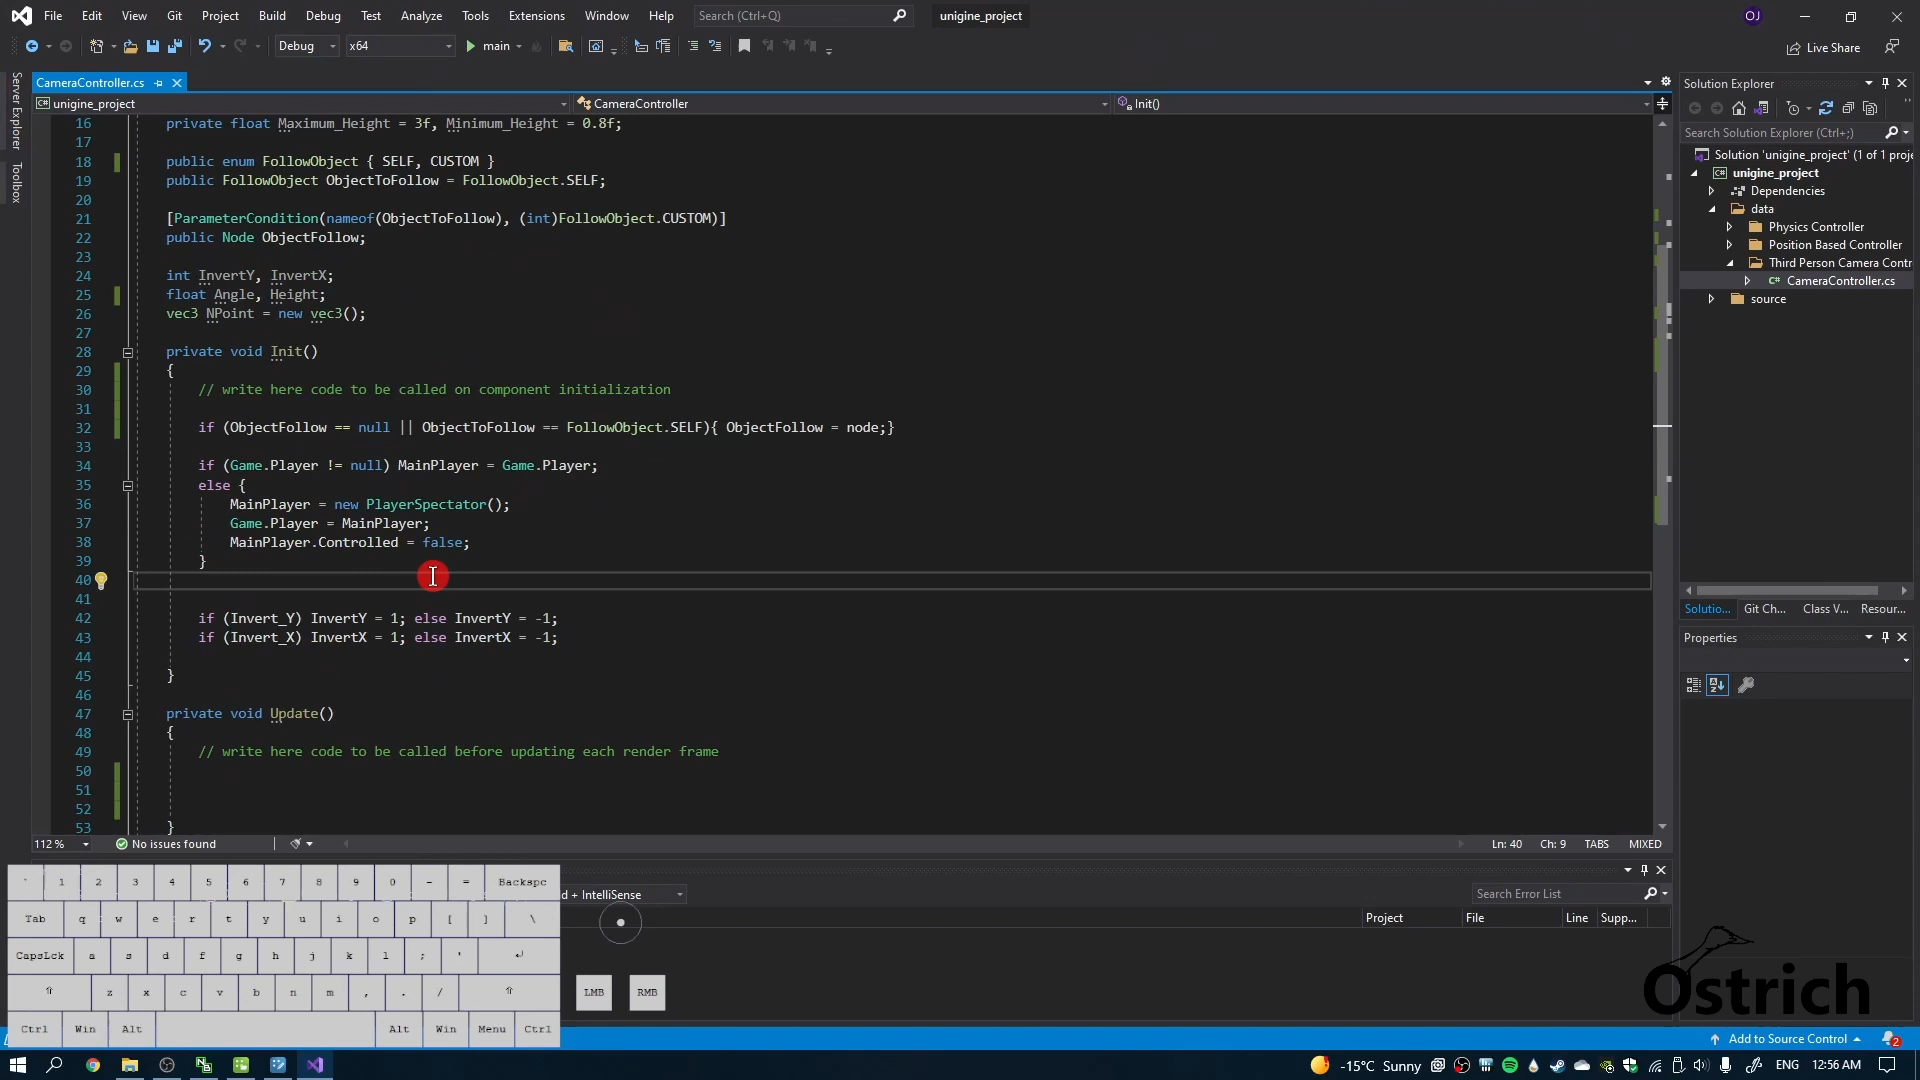 File Edit View Git Project Build Debug Test Analyze Tools Extensions Window Help Search (Ctrl+Q) unigine_project OJ
Debug x64 main Live Share
Server Explorer
Toolbox
CameraController.cs
unigine_project CameraController Init()
16 private float Maximum_Height = 3f, Minimum_Height = 0.8f;
17
18 public enum FollowObject { SELF, CUSTOM }
19 public FollowObject ObjectToFollow = FollowObject.SELF;
20
21 [ParameterCondition(nameof(ObjectToFollow), (int)FollowObject.CUSTOM)]
22 public Node ObjectFollow;
23
24 int InvertY, InvertX;
25 float Angle, Height;
26 vec3 NPoint = new vec3();
27
28 private void Init()
29 {
30 // write here code to be called on component initialization
31
32 if (ObjectFollow == null || ObjectToFollow == FollowObject.SELF){ ObjectFollow = node;}
33
34 if (Game.Player != null) MainPlayer = Game.Player;
35 else {
36 MainPlayer = new PlayerSpectator();
37 Game.Player = MainPlayer;
38 MainPlayer.Controlled = false;
39 }
40
41
42 if (Invert_Y) InvertY = 1; else InvertY = -1;
43 if (Invert_X) InvertX = 1; else InvertX = -1;
44
45 }
46
47 private void Update()
48 {
49 // write here code to be called before updating each render frame
50
51
52
53 }
112 % No issues found Ln: 40 Ch: 9 TABS MIXED
Solution Explorer
Search Solution Explorer (Ctrl+;)
Solution 'unigine_project' (1 of 1 proje
unigine_project
Dependencies
data
Physics Controller
Position Based Controller
Third Person Camera Contr
CameraController.cs
source
Solutio... Git Ch... Class V... Resour...
Properties
d + IntelliSense Search Error List
Project File Line Supp...
` 1 2 3 4 5 6 7 8 9 0 - = Backspc
Tab q w e r t y u i o p [ ] \
CapsLck a s d f g h j k l ; '
z x c v b n m , . /
Ctrl Win Alt Alt Win Menu Ctrl
LMB RMB
Ostrich
Add to Source Control 2
-15°C Sunny ENG 12:56 AM